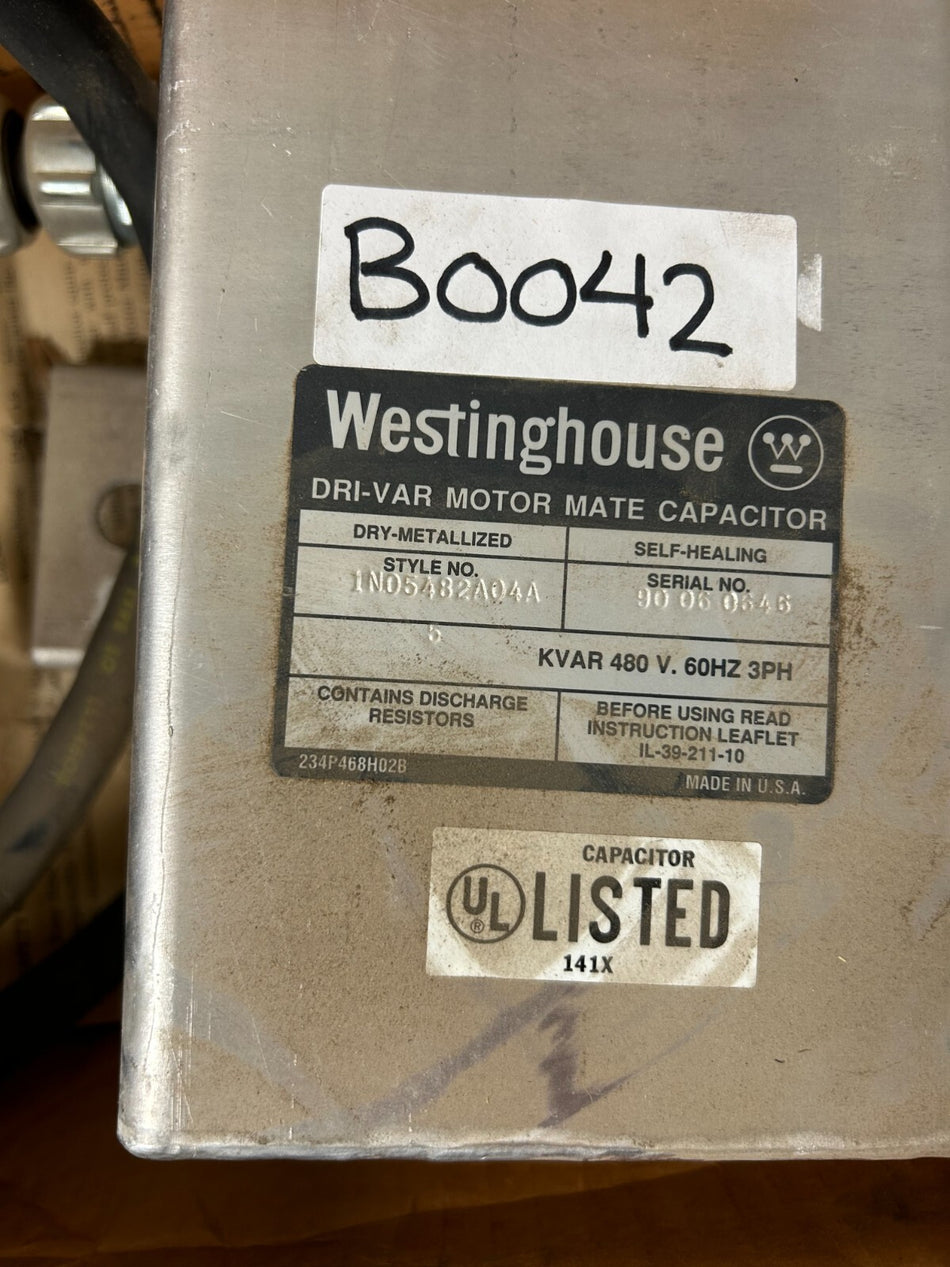 B0042
Westinghouse
DRI-VAR MOTOR MATE CAPACITOR
DRY-METALLIZED
SELF-HEALING
STYLE NO.
1N05482A04A
SERIAL NO.
90 06 0646
5
KVAR 480 V. 60HZ 3PH
CONTAINS DISCHARGE
RESISTORS
BEFORE USING READ
INSTRUCTION LEAFLET
IL-39-211-10
234P468H02B
MADE IN U.S.A.
CAPACITOR
UL® LISTED
141X